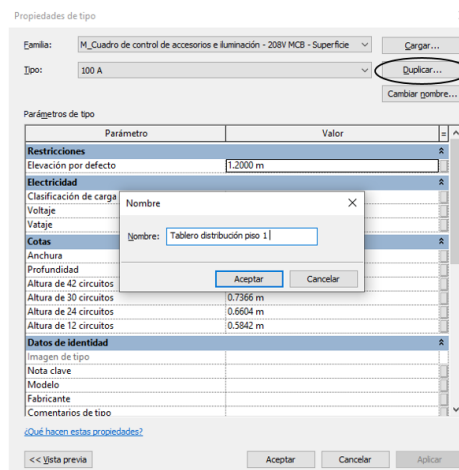 Propiedades de tipo
Familia: M_Cuadro de control de accesorios e iluminación - 208V MCB - Superficie Cargar...
Tipo: 100 A Duplicar...
Cambiar nombre...
Parámetros de tipo
Parámetro Valor =
Restricciones
Elevación por defecto 1.2000 m
Electricidad
Clasificación de carga
Voltaje
Vataje
Cotas
Anchura
Profundidad
Altura de 42 circuitos
Altura de 30 circuitos 0.7366 m
Altura de 24 circuitos 0.6604 m
Altura de 12 circuitos 0.5842 m
Datos de identidad
Imagen de tipo
Nota clave
Modelo
Fabricante
Comentarios de tipo
Nombre
Nombre: Tablero distribución piso 1
Aceptar Cancelar
¿Qué hacen estas propiedades?
<< Vista previa Aceptar Cancelar Aplicar